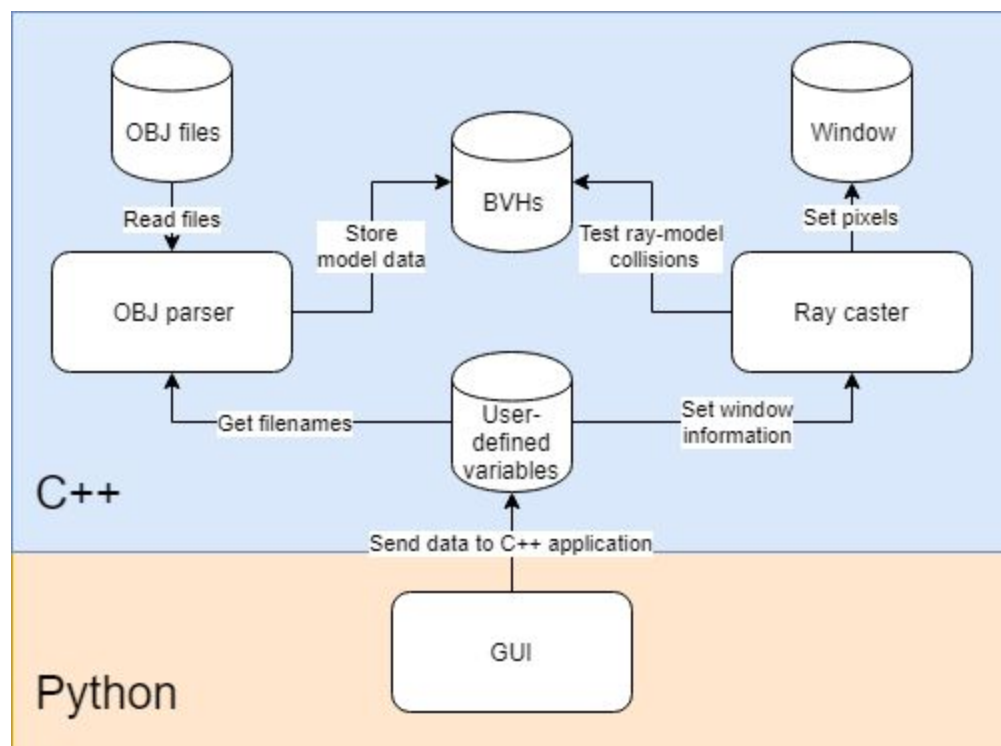 OBJ files
Window
BVHs
Read files
Store
model data
Test ray-model
collisions
Set pixels
OBJ parser
Ray caster
Get filenames
User-
defined
variables
Set window
information
C++
Send data to C++ application
GUI
Python